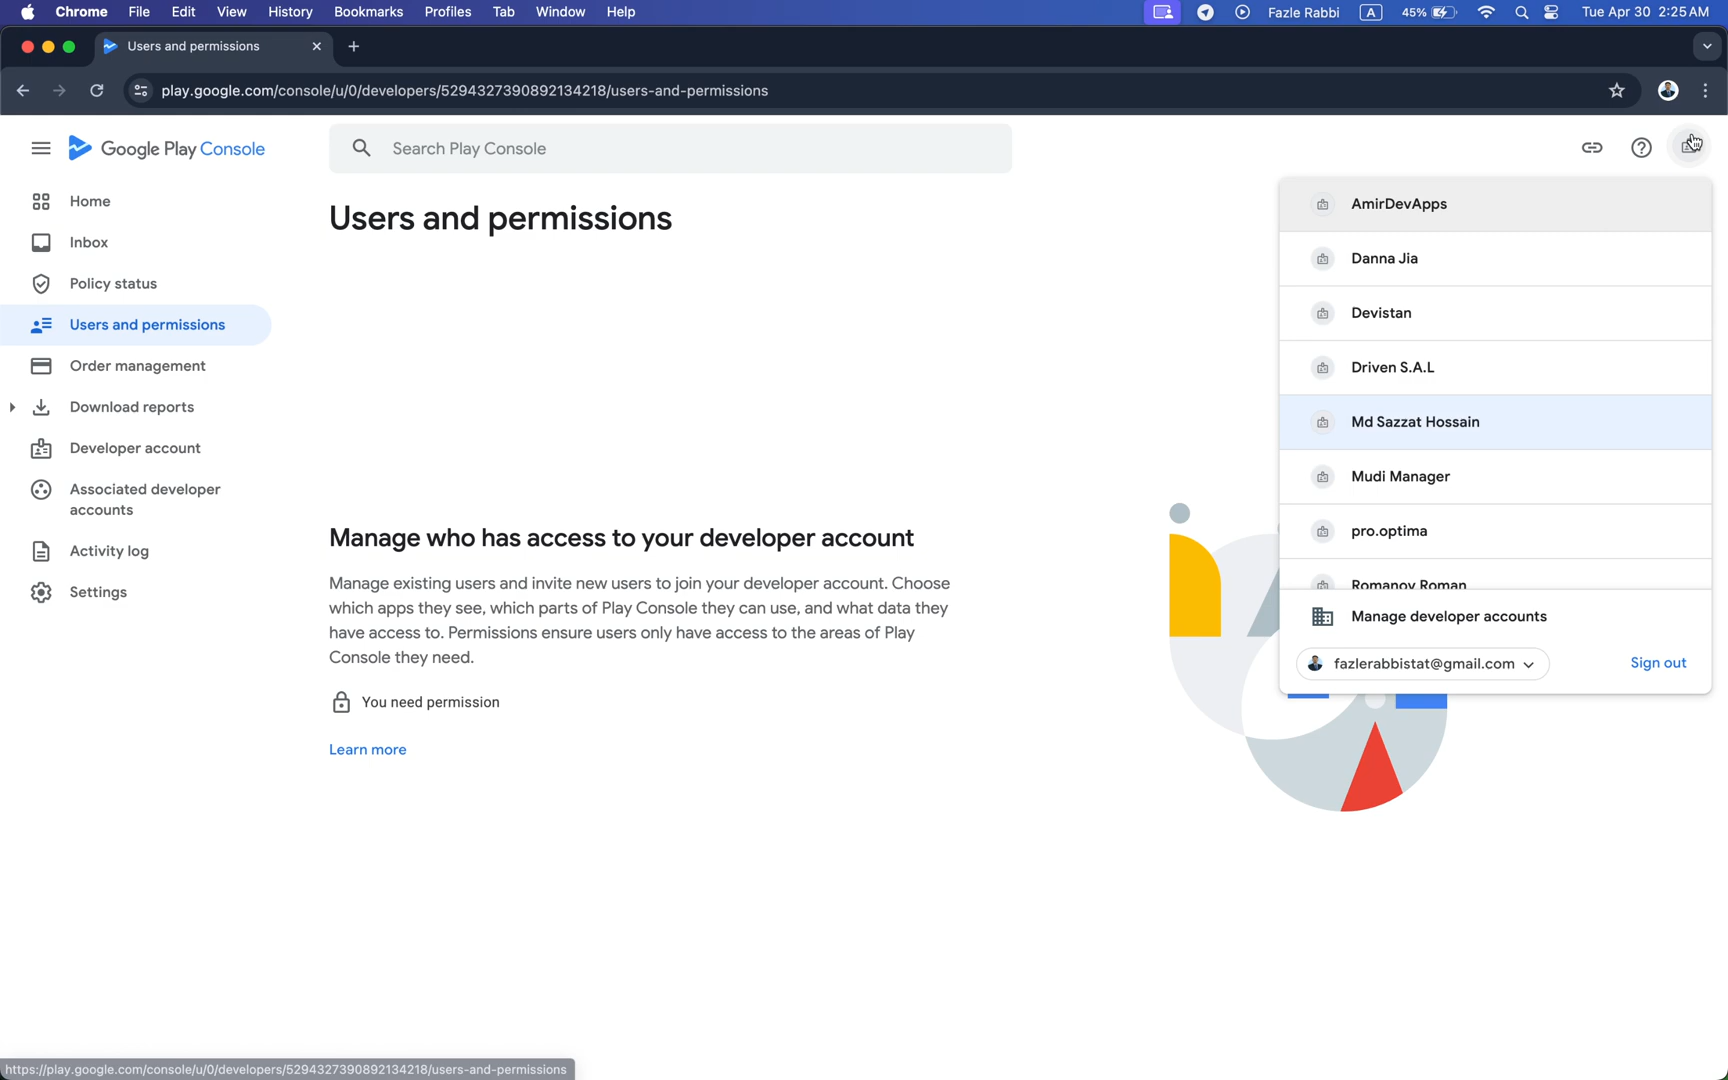 Chrome File Edit View History Bookmarks Profiles Tab Window Help Fazle Rabbi A 45% Tue Apr 30 2:25AM
Users and permissions
play.google.com/console/u/0/developers/5294327390892134218/users-and-permissions
Google Play Console
Search Play Console
Home
Inbox
Policy status
Users and permissions
Order management
Download reports
Developer account
Associated developer
accounts
Activity log
Settings
Users and permissions
Manage who has access to your developer account
Manage existing users and invite new users to join your developer account. Choose
which apps they see, which parts of Play Console they can use, and what data they
have access to. Permissions ensure users only have access to the areas of Play
Console they need.
You need permission
Learn more
AmirDevApps
Danna Jia
Devistan
Driven S.A.L
Md Sazzat Hossain
Mudi Manager
pro.optima
Romanov Roman
Manage developer accounts
fazlerabbistat@gmail.com
Sign out
https://play.google.com/console/u/0/developers/5294327390892134218/users-and-permissions